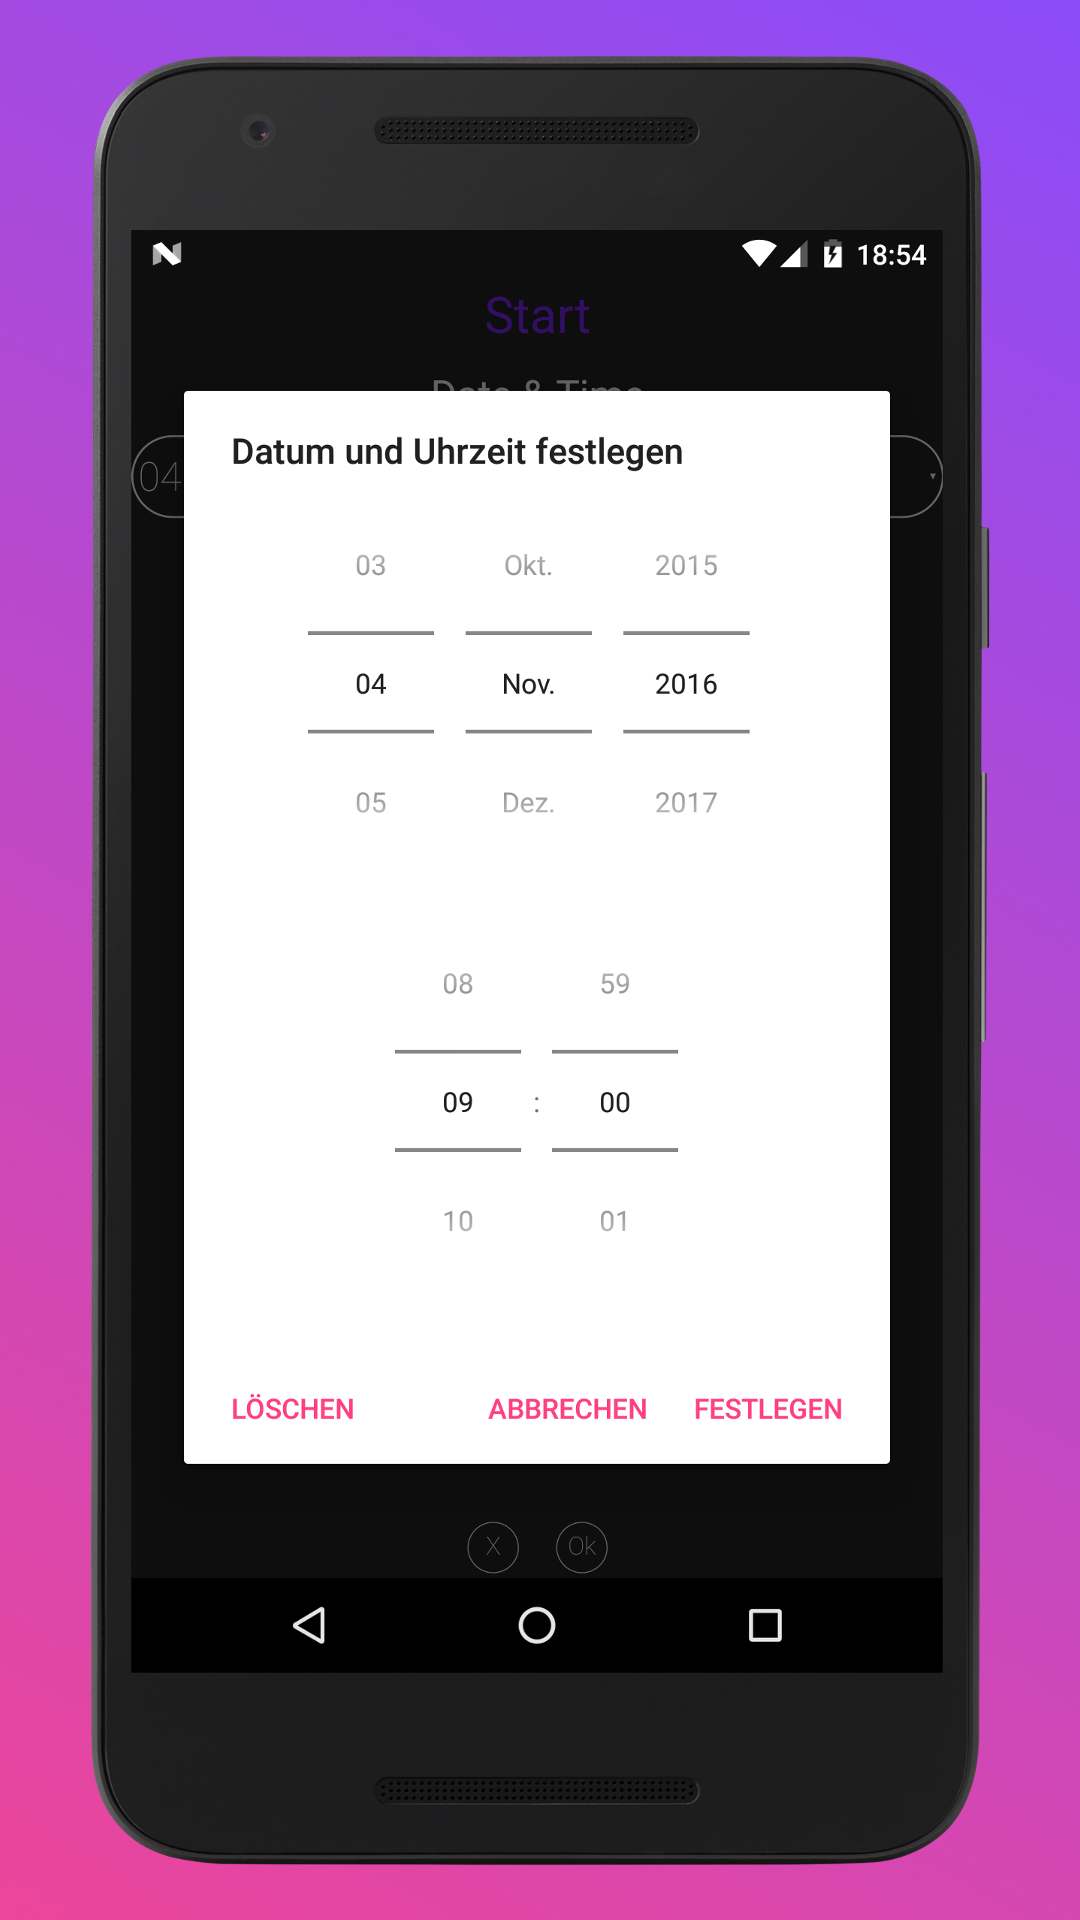 18:54
Start
Date & Time
04
Datum und Uhrzeit festlegen
03 Okt. 2015
04 Nov. 2016
05 Dez. 2017
08 59
09 : 00
10 01
LÖSCHEN ABBRECHEN FESTLEGEN
X Ok